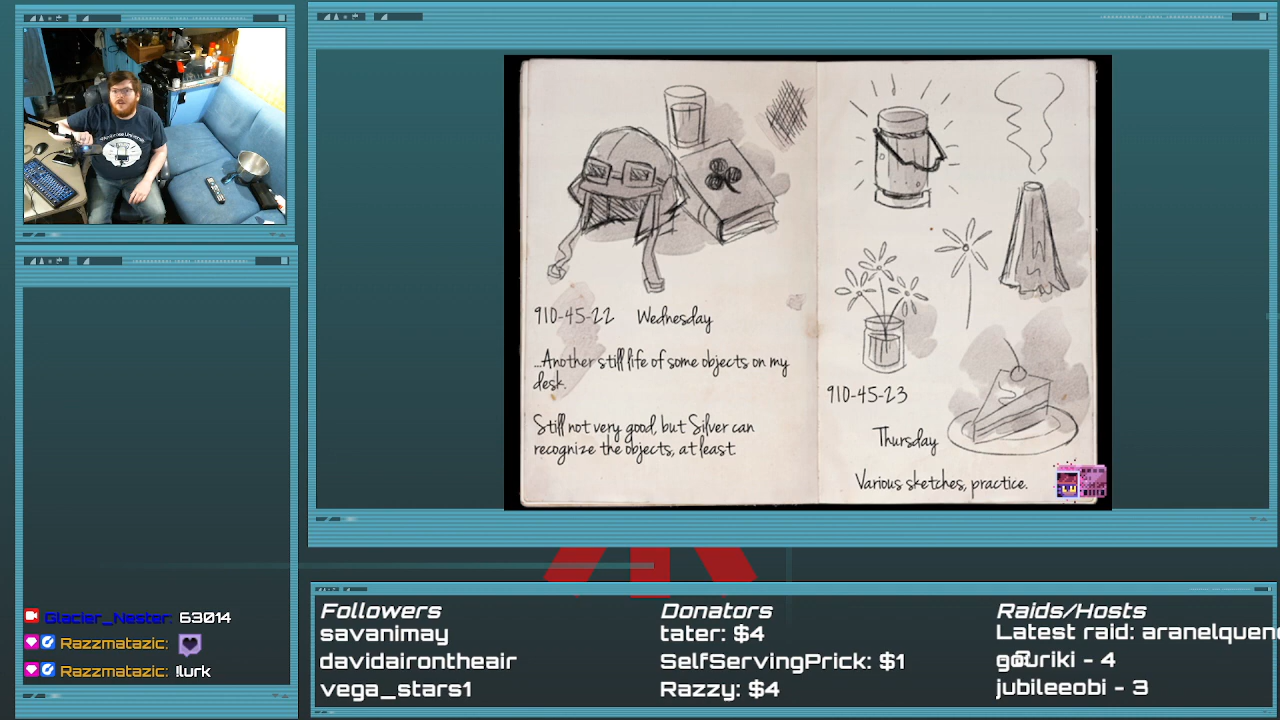 910-45-22 Wednesday
...Another still life of some objects on my
desk.
Still not very good, but Silver can
recognize the objects, at least.
910-45-23
Thursday
Various sketches, practice.
Glacier_Nester: 63014
Razzmatazic:
Razzmatazic: !lurk
Followers
savanimay
davidairontheair
vega_stars1
Donators
tater: $4
SelfServingPrick: $1
Razzy: $4
Raids/Hosts
Latest raid: aranelquen
- 4
jubileeobi - 3